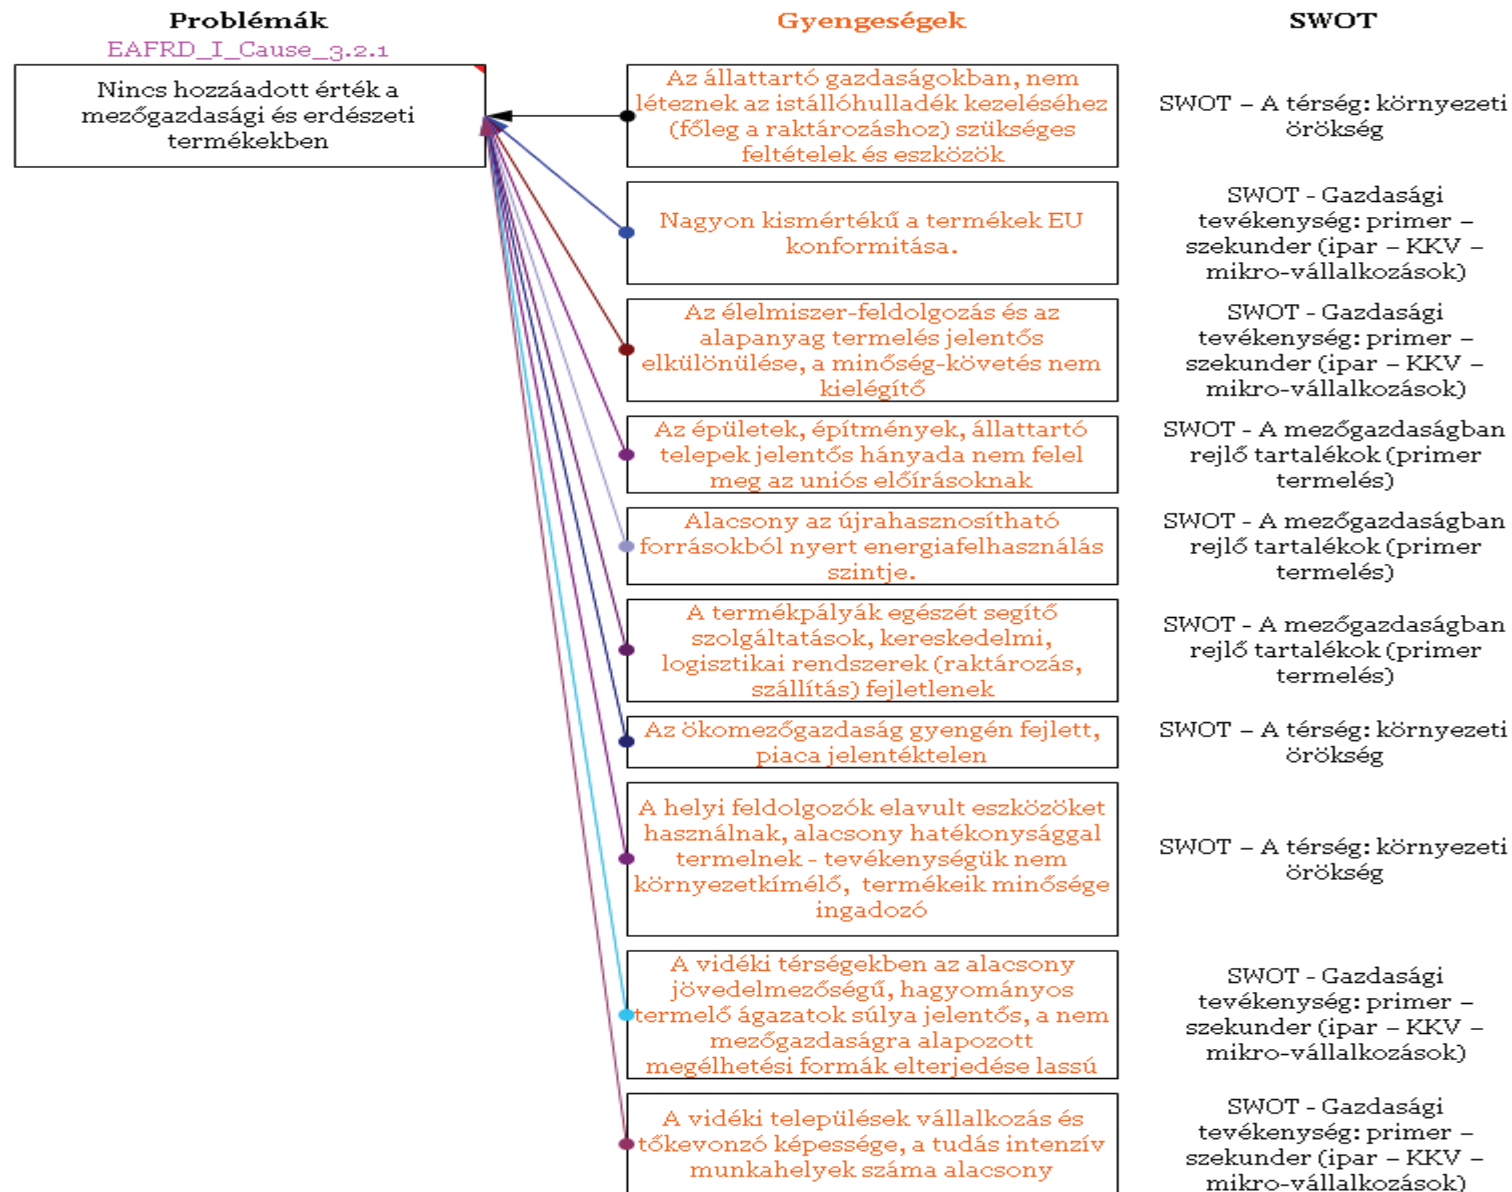 Problémák
Gyengeségek
SWOT
EAFRD_I_Cause_3.2.1
Nincs hozzáadott érték a
mezőgazdasági és erdészeti
termékekben
Az állattartó gazdaságokban, nem
léteznek az istállóhulladék kezeléséhez
(főleg a raktározáshoz) szükséges
feltételek és eszközök
SWOT – A térség: környezeti
örökség
Nagyon kismértékű a termékek EU
konformitása.
SWOT - Gazdasági
tevékenység: primer –
szekunder (ipar – KKV –
mikro-vállalkozások)
Az élelmiszer-feldolgozás és az
alapanyag termelés jelentős
elkülönülése, a minőség-követés nem
kielégítő
SWOT - Gazdasági
tevékenység: primer –
szekunder (ipar – KKV –
mikro-vállalkozások)
Az épületek, építmények, állattartó
telepek jelentős hányada nem felel
meg az uniós előírásoknak
SWOT - A mezőgazdaságban
rejlő tartalékok (primer
termelés)
Alacsony az újrahasznosítható
forrásokból nyert energiafelhasználás
szintje.
SWOT - A mezőgazdaságban
rejlő tartalékok (primer
termelés)
A termékpályák egészét segítő
szolgáltatások, kereskedelmi,
logisztikai rendszerek (raktározás,
szállítás) fejletlenek
SWOT - A mezőgazdaságban
rejlő tartalékok (primer
termelés)
Az ökomezőgazdaság gyengén fejlett,
piaca jelentéktelen
SWOT – A térség: környezeti
örökség
A helyi feldolgozók elavult eszközöket
használnak, alacsony hatékonysággal
termelnek - tevékenységük nem
környezetkímélő, termékeik minősége
ingadozó
SWOT – A térség: környezeti
örökség
A vidéki térségekben az alacsony
jövedelmezőségű, hagyományos
termelő ágazatok súlya jelentős, a nem
mezőgazdaságra alapozott
megélhetési formák elterjedése lassú
SWOT - Gazdasági
tevékenység: primer –
szekunder (ipar – KKV –
mikro-vállalkozások)
A vidéki települések vállalkozás és
tőkevonzó képessége, a tudás intenzív
munkahelyek száma alacsony
SWOT - Gazdasági
tevékenység: primer –
szekunder (ipar – KKV –
mikro-vállalkozások)